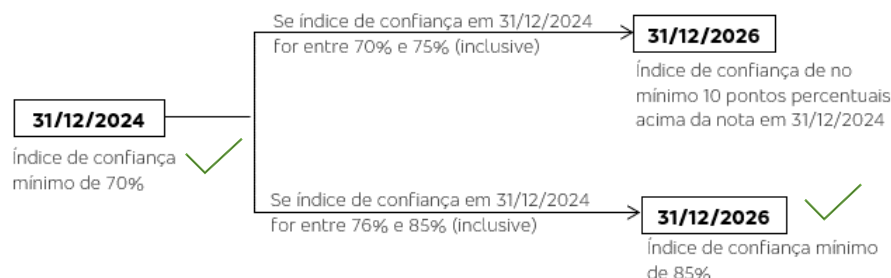 Se índice de confiança em 31/12/2024
for entre 70% e 75% (inclusive)
31/12/2026
Índice de confiança de no
mínimo 10 pontos percentuais
acima da nota em 31/12/2024
31/12/2024
Índice de confiança
mínimo de 70%
Se índice de confiança em 31/12/2024
for entre 76% e 85% (inclusive)
31/12/2026
Índice de confiança mínimo
de 85%